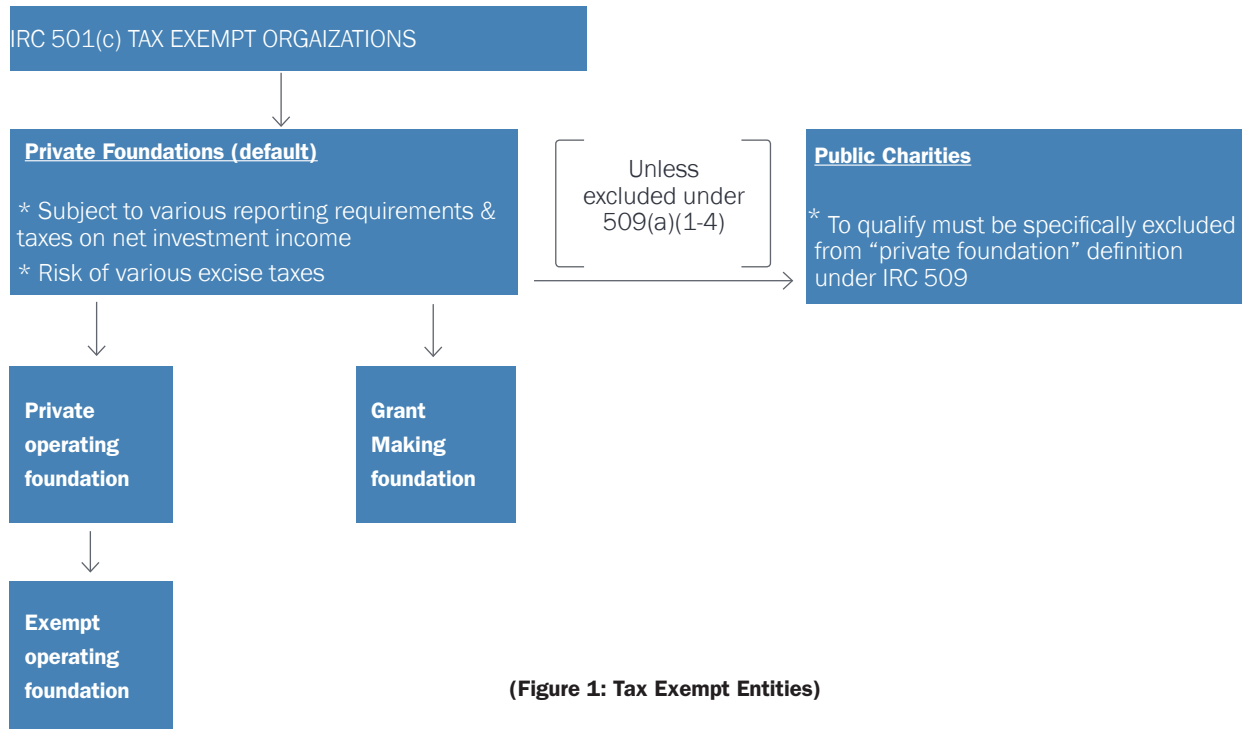 IRC 501(c) TAX EXEMPT ORGAIZATIONS
Private Foundations (default)
* Subject to various reporting requirements &
taxes on net investment income
* Risk of various excise taxes
Unless
excluded under
509(a)(1-4)
Public Charities
* To qualify must be specifically excluded
from “private foundation” definition
under IRC 509
Private
operating
foundation
Grant
Making
foundation
Exempt
operating
foundation
(Figure 1: Tax Exempt Entities)